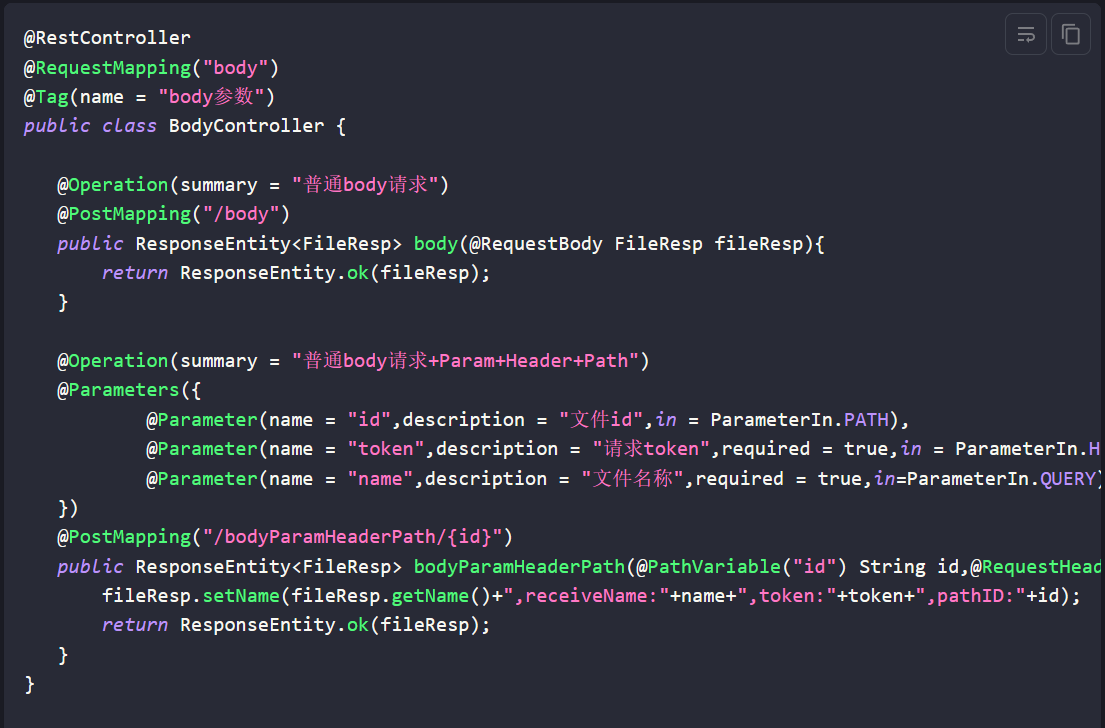 @RestController
@RequestMapping("body")
@Tag(name = "body参数")
public class BodyController {
@Operation(summary = "普通body请求")
@PostMapping("/body")
public ResponseEntity<FileResp> body(@RequestBody FileResp fileResp){
return ResponseEntity.ok(fileResp);
}
@Operation(summary = "普通body请求+Param+Header+Path")
@Parameters({
@Parameter(name = "id",description = "文件id",in = ParameterIn.PATH),
@Parameter(name = "token",description = "请求token",required = true,in = ParameterIn.H
@Parameter(name = "name",description = "文件名称",required = true,in=ParameterIn.QUERY)
})
@PostMapping("/bodyParamHeaderPath/{id}")
public ResponseEntity<FileResp> bodyParamHeaderPath(@PathVariable("id") String id,@RequestHead
fileResp.setName(fileResp.getName()+",receiveName:"+name+",token:"+token+",pathID:"+id);
return ResponseEntity.ok(fileResp);
}
}